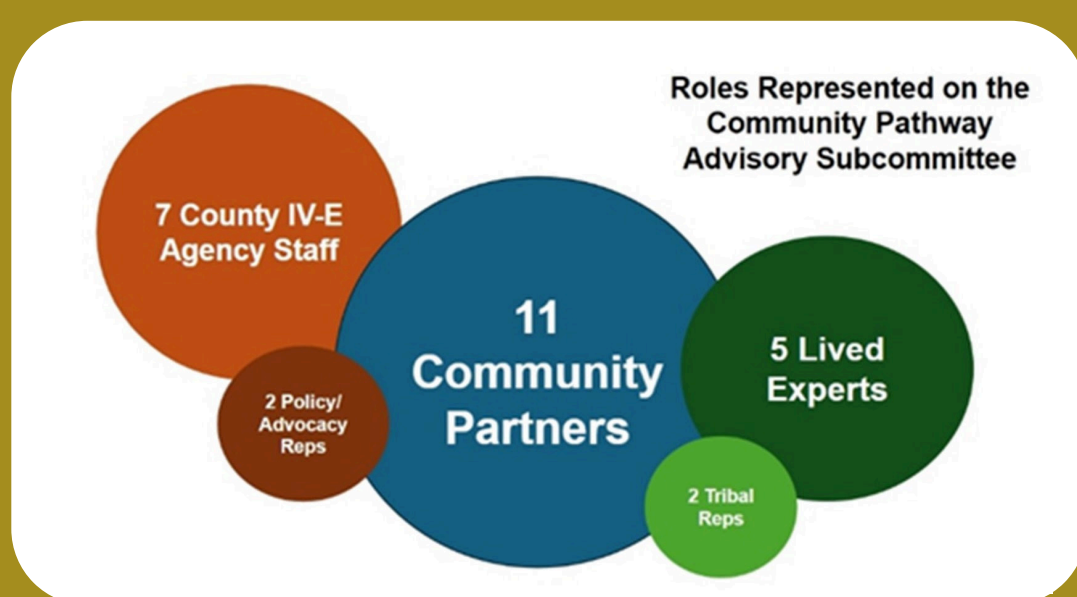 Roles Represented on the
Community Pathway
Advisory Subcommittee
7 County IV-E
Agency Staff
11
Community
Partners
5 Lived
Experts
2 Policy/
Advocacy
Reps
2 Tribal
Reps